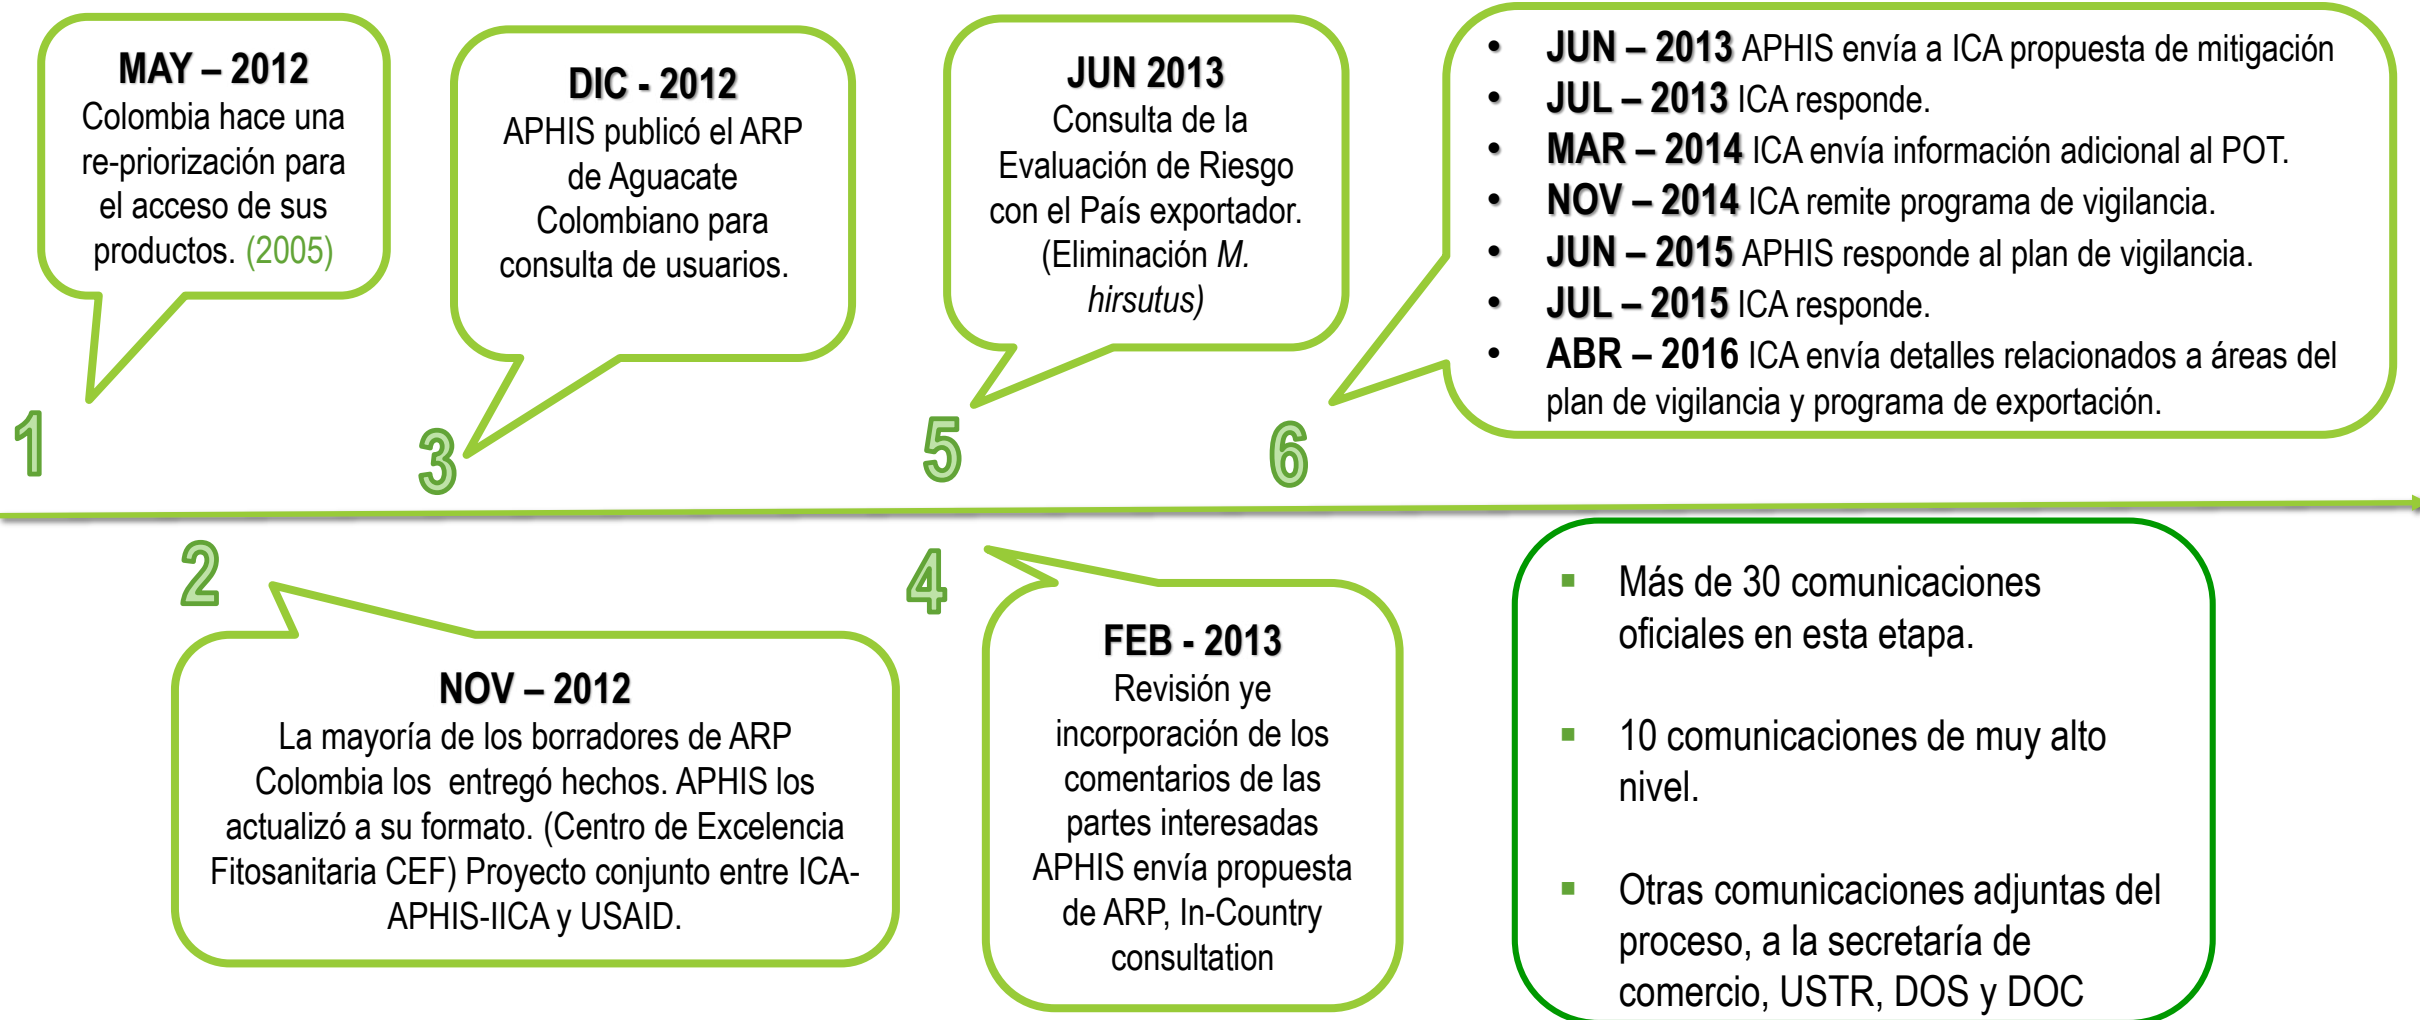 MAY – 2012
Colombia hace una
re-priorización para
el acceso de sus
productos. (2005)
1
DIC - 2012
APHIS publicó el ARP
de Aguacate
Colombiano para
consulta de usuarios.
3
JUN 2013
Consulta de la
Evaluación de Riesgo
con el País exportador.
(Eliminación M.
hirsutus)
5
• JUN – 2013 APHIS envía a ICA propuesta de mitigación
• JUL – 2013 ICA responde.
• MAR – 2014 ICA envía información adicional al POT.
• NOV – 2014 ICA remite programa de vigilancia.
• JUN – 2015 APHIS responde al plan de vigilancia.
• JUL – 2015 ICA responde.
• ABR – 2016 ICA envía detalles relacionados a áreas del
plan de vigilancia y programa de exportación.
6
2
NOV – 2012
La mayoría de los borradores de ARP
Colombia los entregó hechos. APHIS los
actualizó a su formato. (Centro de Excelencia
Fitosanitaria CEF) Proyecto conjunto entre ICA-
APHIS-IICA y USAID.
4
FEB - 2013
Revisión ye
incorporación de los
comentarios de las
partes interesadas
APHIS envía propuesta
de ARP, In-Country
consultation
▪ Más de 30 comunicaciones
oficiales en esta etapa.
▪ 10 comunicaciones de muy alto
nivel.
▪ Otras comunicaciones adjuntas del
proceso, a la secretaría de
comercio, USTR, DOS y DOC